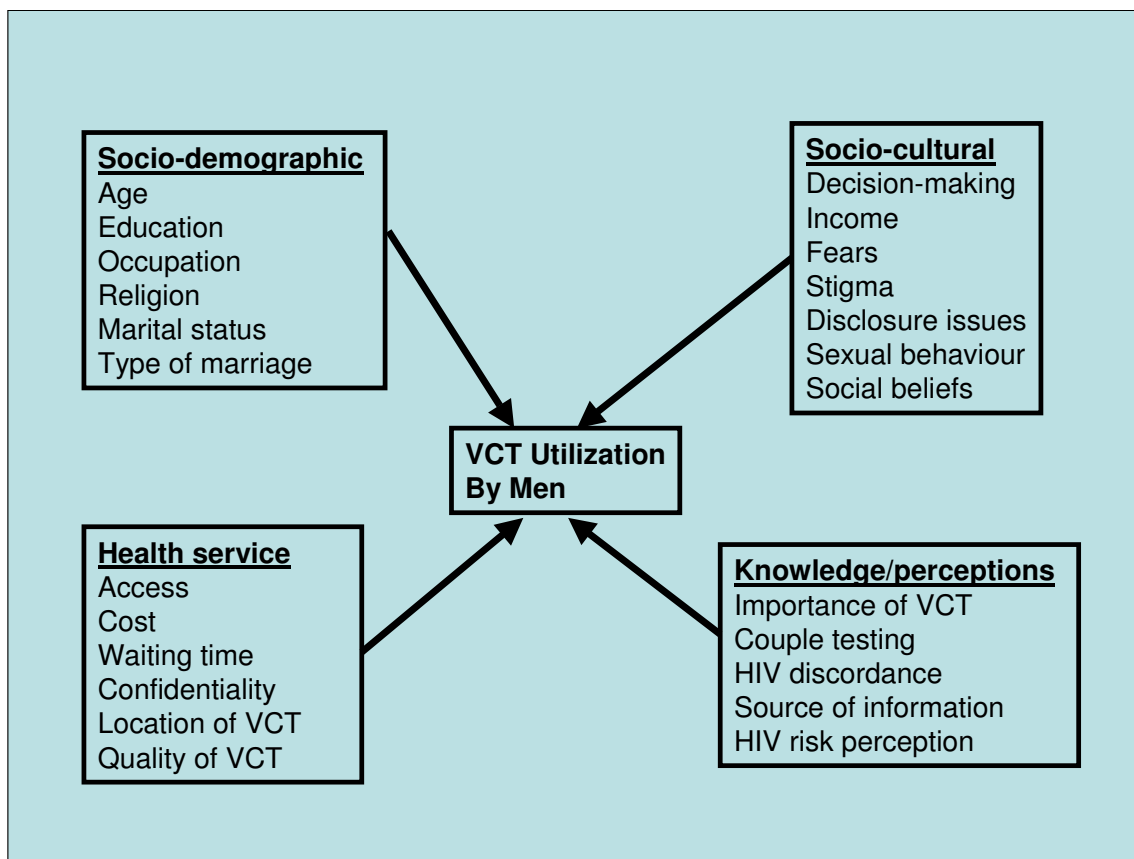 Socio-demographic
Age
Education
Occupation
Religion
Marital status
Type of marriage
Socio-cultural
Decision-making
Income
Fears
Stigma
Disclosure issues
Sexual behaviour
Social beliefs
VCT Utilization
By Men
Health service
Access
Cost
Waiting time
Confidentiality
Location of VCT
Quality of VCT
Knowledge/perceptions
Importance of VCT
Couple testing
HIV discordance
Source of information
HIV risk perception